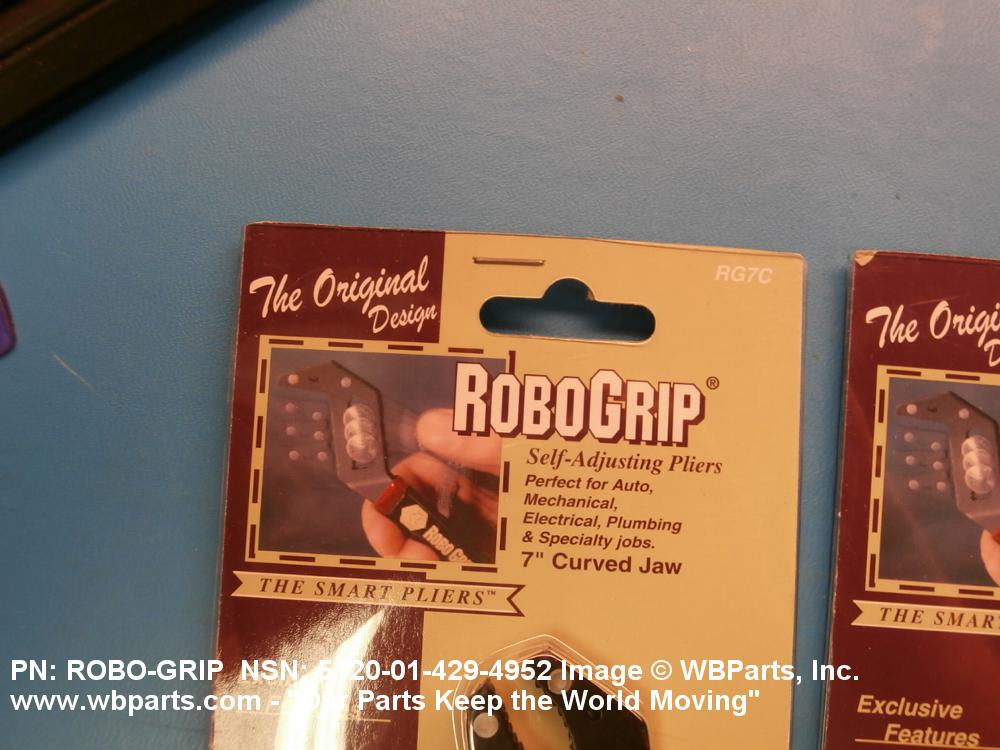 The Original
Design
RG7C
ROBOGRIP®
Self-Adjusting Pliers
Perfect for Auto,
Mechanical,
Electrical, Plumbing
& Specialty jobs.
7" Curved Jaw
ROBO G
THE SMART PLIERS™
The Origi
D
THE SMAR
Exclusive
Features
PN: ROBO-GRIP NSN: 5120-01-429-4952 Image © WBParts, Inc.
www.wbparts.com - "Our Parts Keep the World Moving"